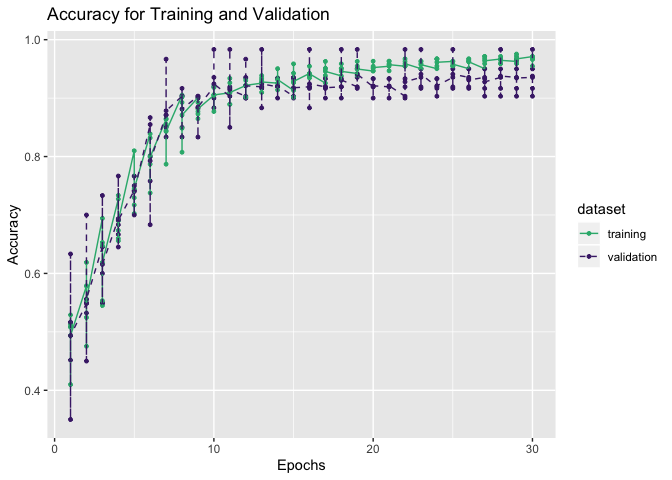 Accuracy for Training and Validation
1.0
0.8
0.6
0.4
Accuracy
0
10
20
30
Epochs
dataset
training
validation